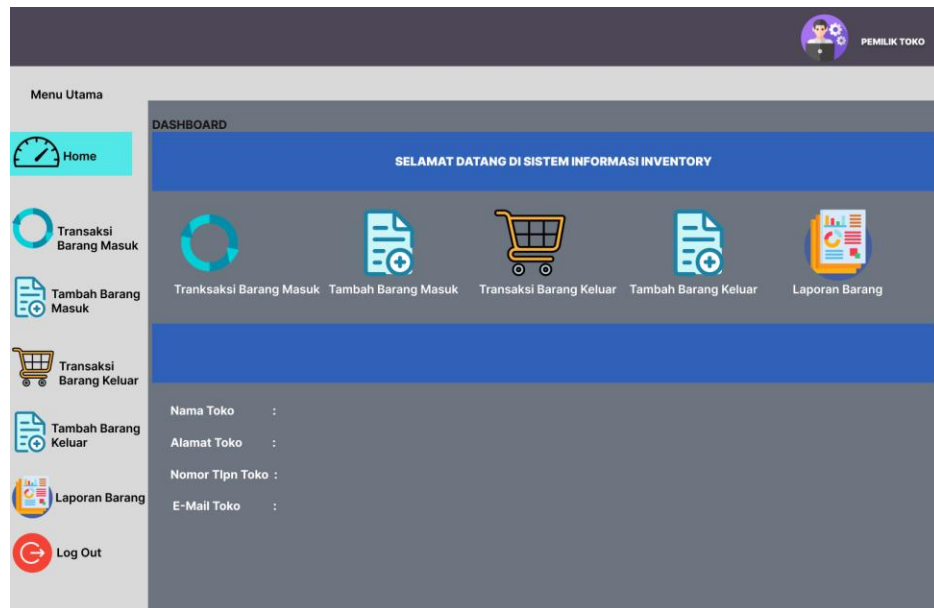 PEMILIK TOKO
Menu Utama
Home
Transaksi
Barang Masuk
Tambah Barang
Masuk
Transaksi
Barang Keluar
Tambah Barang
Keluar
Laporan Barang
Log Out
DASHBOARD
SELAMAT DATANG DI SISTEM INFORMASI INVENTORY
Tranksaksi Barang Masuk
Tambah Barang Masuk
Transaksi Barang Keluar
Tambah Barang Keluar
Laporan Barang
Nama Toko :
Alamat Toko :
Nomor Tlpn Toko :
E-Mail Toko :